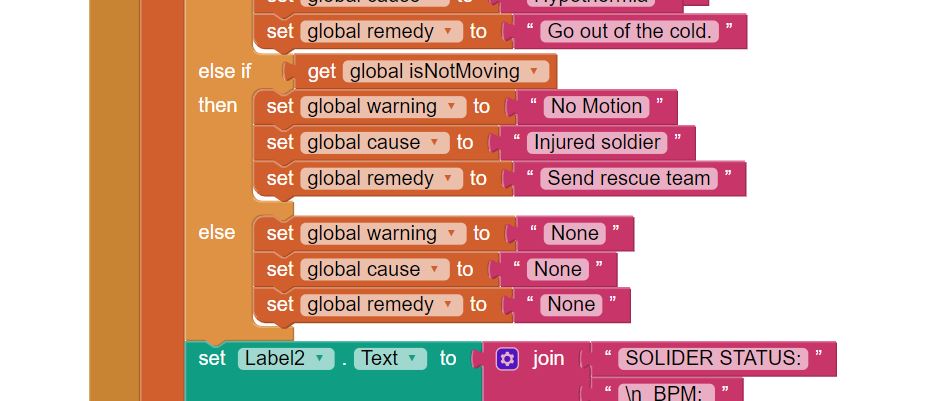 set global cause to " Hypothermia "
set global remedy to " Go out of the cold. "
else if get global isNotMoving
then set global warning to " No Motion "
set global cause to " Injured soldier "
set global remedy to " Send rescue team "
else set global warning to " None "
set global cause to " None "
set global remedy to " None "
set Label2 . Text to join " SOLIDER STATUS: "
" \n BPM: "